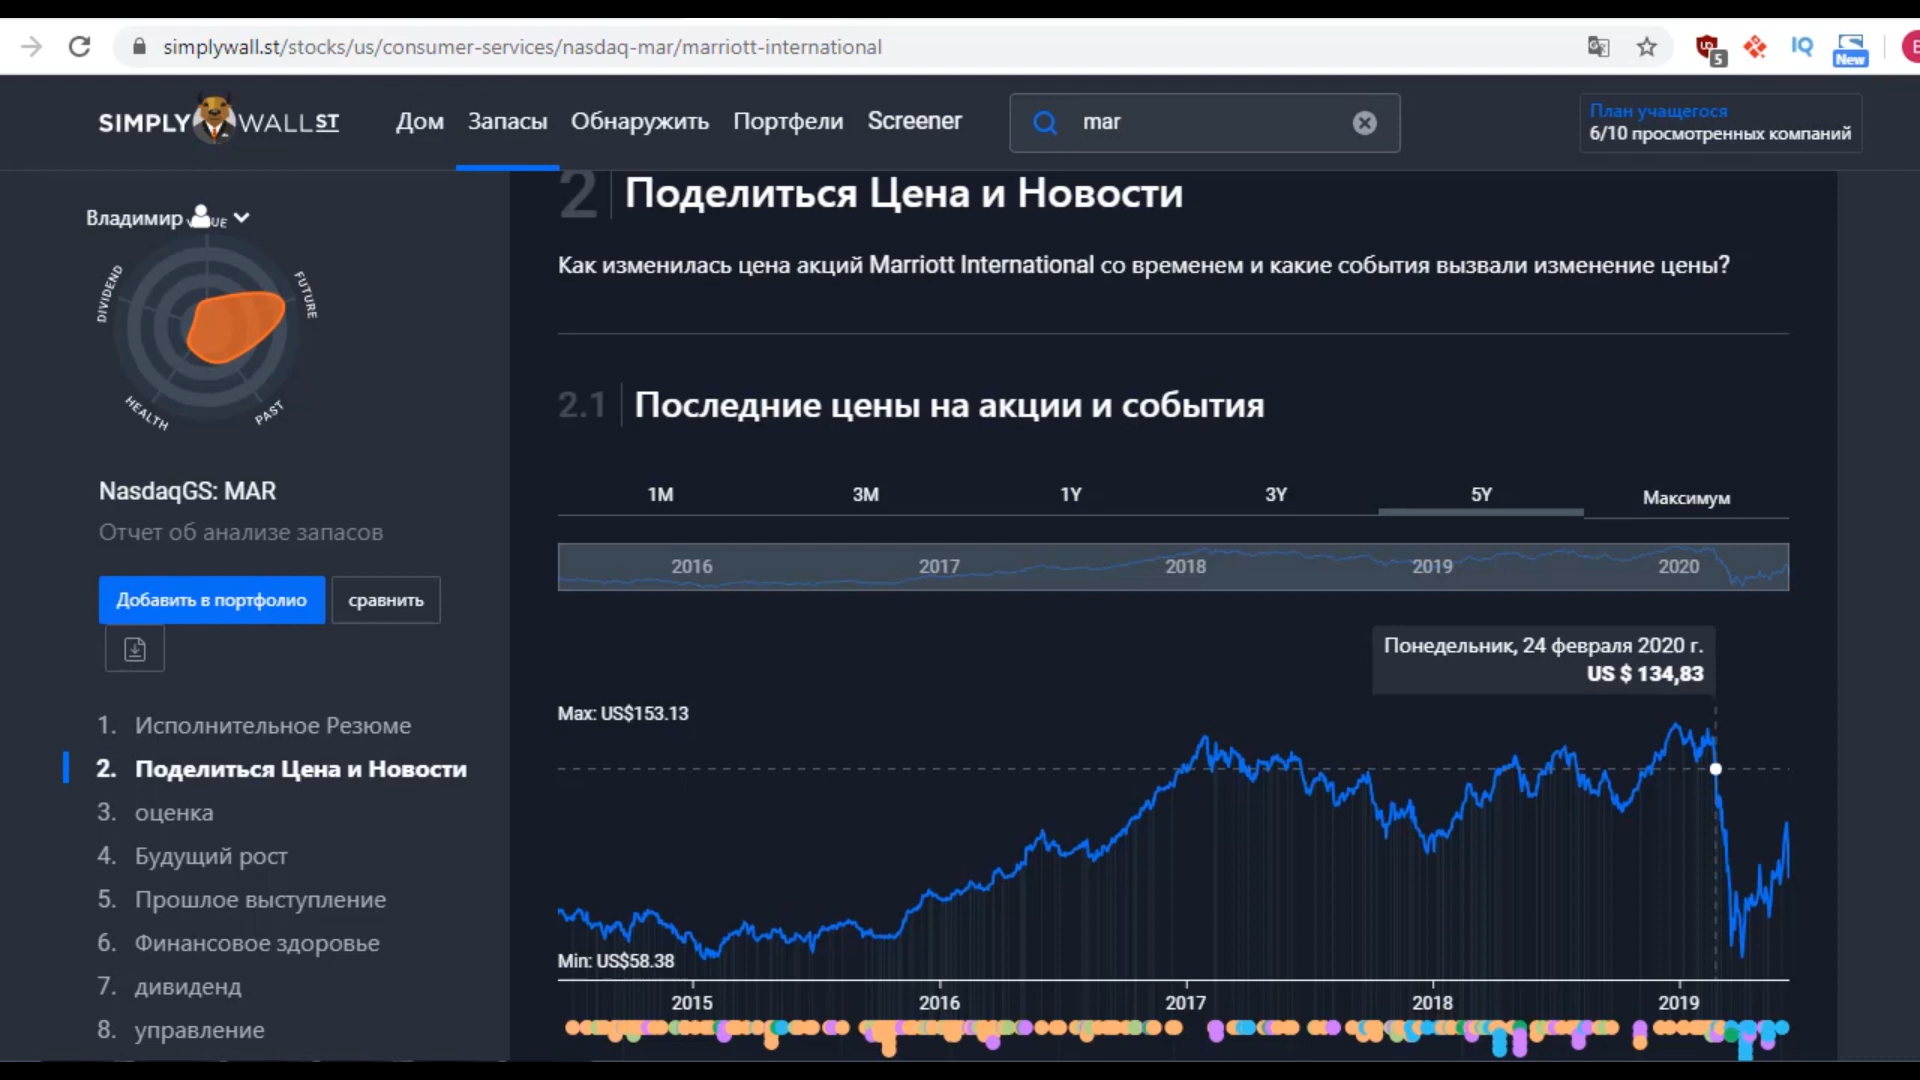 simplywall.st/stocks/us/consumer-services/nasdaq-mar/marriott-international
5
IQ
New
SIMPLY WALLST
Дом
Запасы
Обнаружить
Портфели
Screener
mar
План учащегося
6/10 просмотренных компаний
Владимир
UE
DIVIDEND
FUTURE
HEALTH
PAST
NasdaqGS: MAR
Отчет об анализе запасов
Добавить в портфолио
сравнить
1. Исполнительное Резюме
2. Поделиться Цена и Новости
3. оценка
4. Будущий рост
5. Прошлое выступление
6. Финансовое здоровье
7. дивиденд
8. управление
2 Поделиться Цена и Новости
Как изменилась цена акций Marriott International со временем и какие события вызвали изменение цены?
2.1 Последние цены на акции и события
1M 3M 1Y 3Y 5Y Максимум
2016 2017 2018 2019 2020
Понедельник, 24 февраля 2020 г.
US $ 134,83
Max: US$153.13
Min: US$58.38
2015 2016 2017 2018 2019